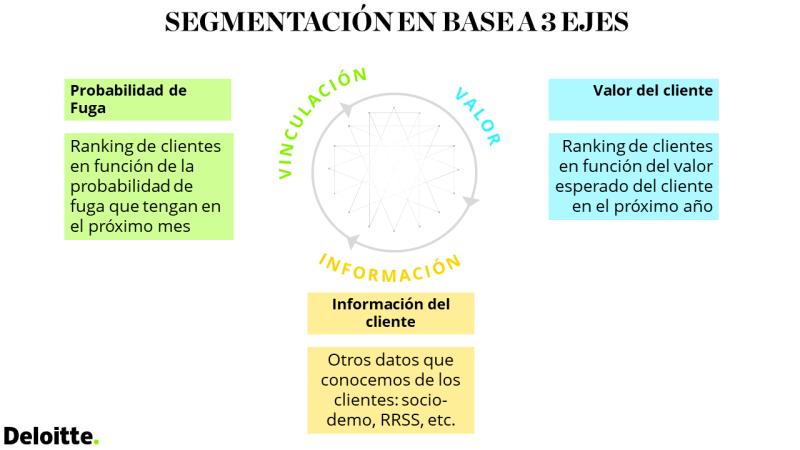 SEGMENTACIÓN EN BASE A 3 EJES
Probabilidad de
Fuga
Ranking de clientes
en función de la
probabilidad de
fuga que tengan en
el próximo mes
VINCULACIÓN
VALOR
INFORMACIÓN
Valor del cliente
Ranking de clientes
en función del valor
esperado del cliente
en el próximo año
Información del
cliente
Otros datos que
conocemos de los
clientes: socio-
demo, RRSS, etc.
Deloitte.